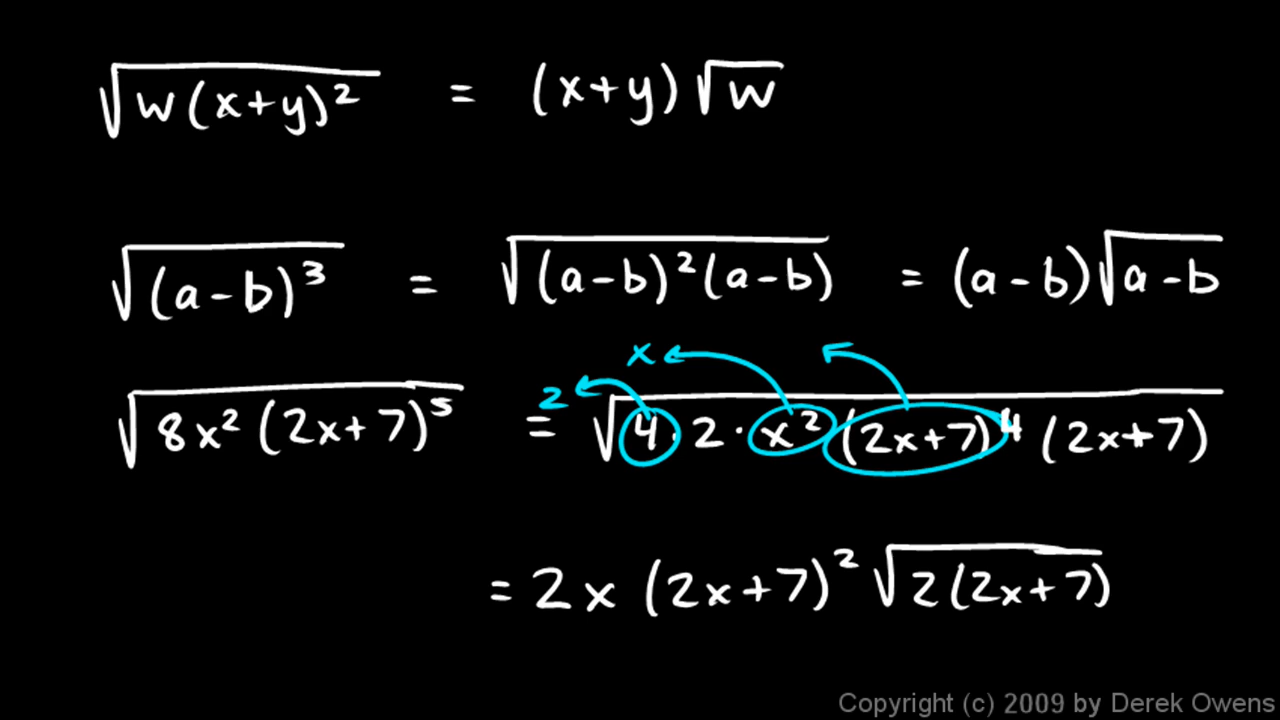 √(w(x+y)²) = (x+y)√w
√((a-b)³) = √((a-b)²(a-b)) = (a-b)√(a-b)
x
2
√(8x²(2x+7)⁵) = √(4·2·x²(2x+7)⁴(2x+7))
= 2x(2x+7)²√(2(2x+7))
Copyright (c) 2009 by Derek Owens